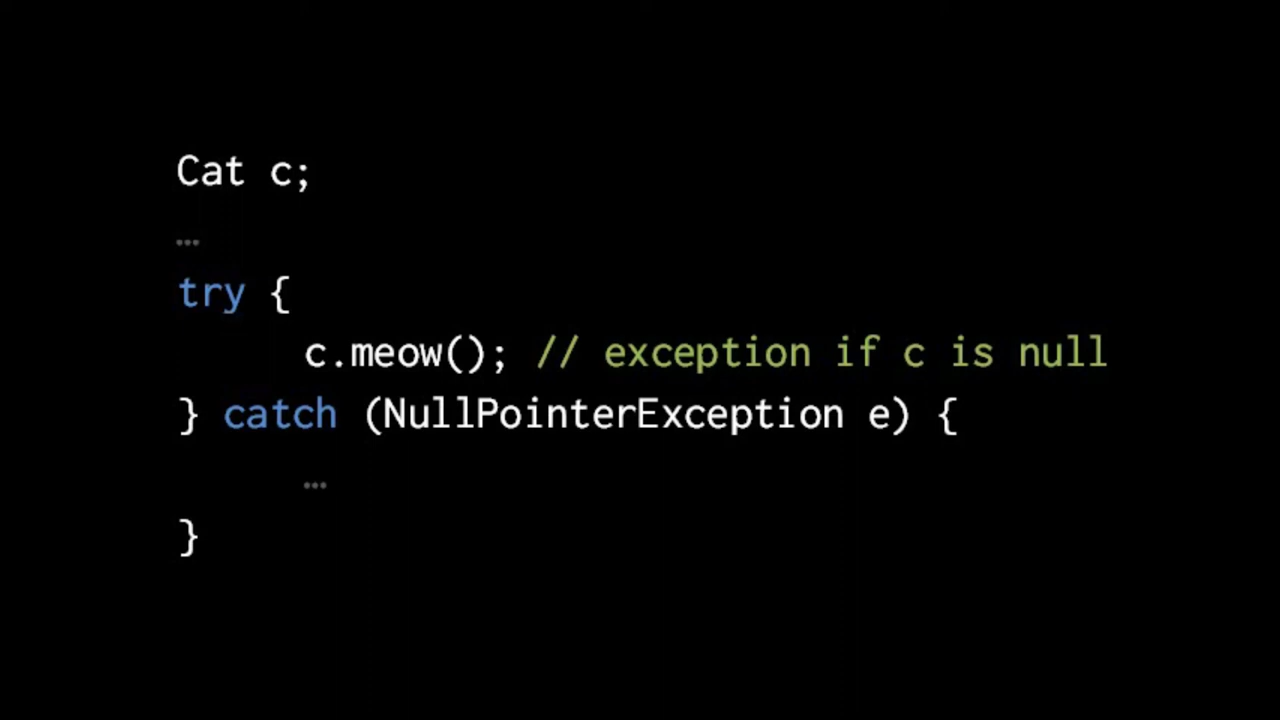 Cat c;
…
try {
c.meow(); // exception if c is null
} catch (NullPointerException e) {
…
}